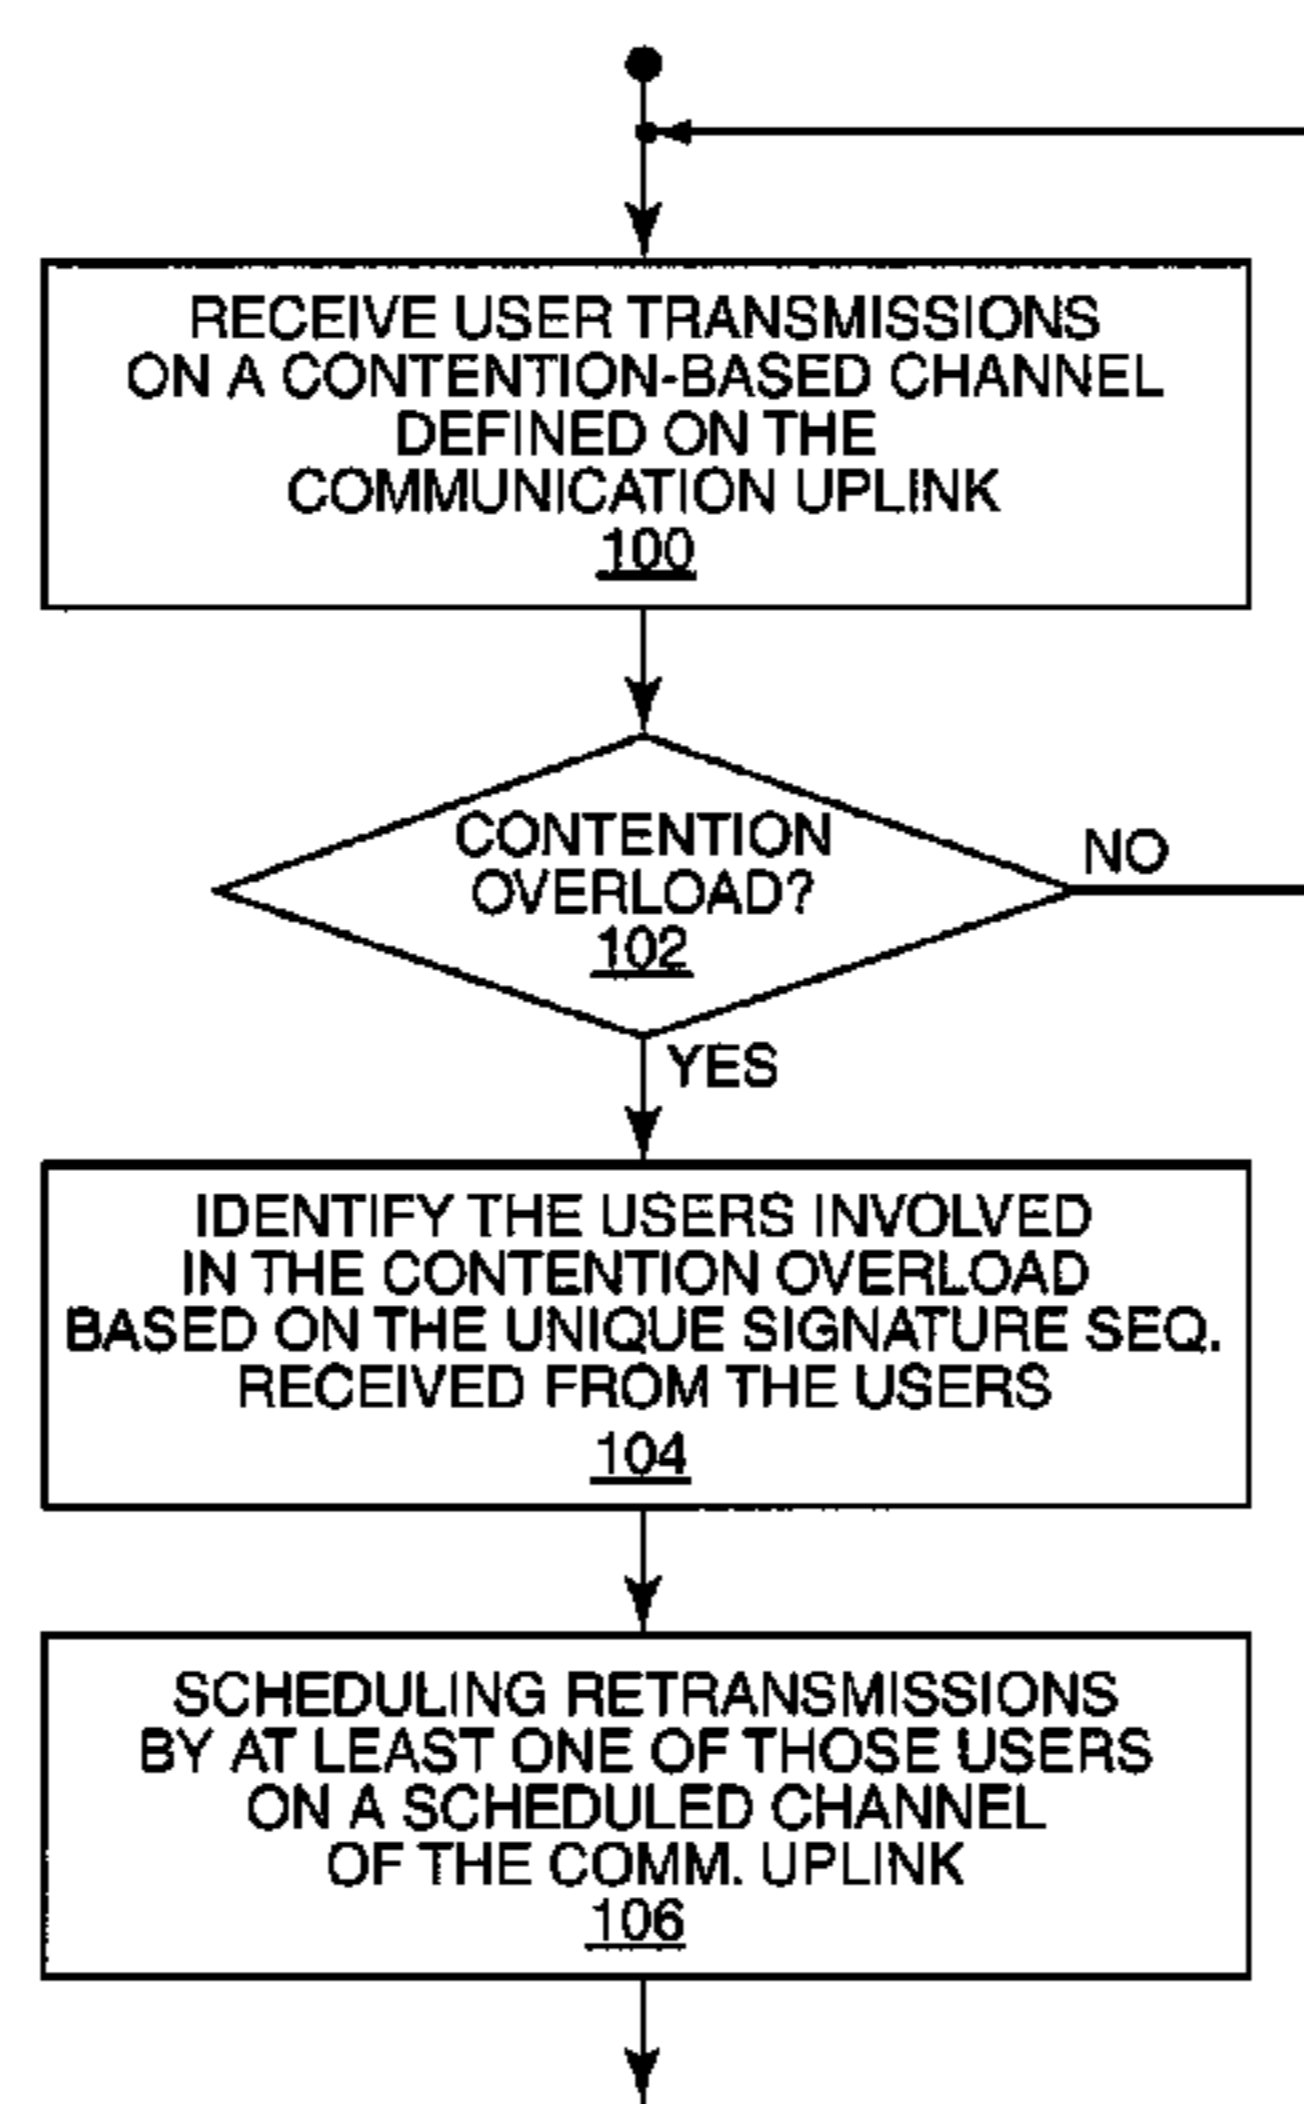 RECEIVE USER TRANSMISSIONS
ON A CONTENTION-BASED CHANNEL
DEFINED ON THE
COMMUNICATION UPLINK
100
CONTENTION
OVERLOAD?
102
NO
YES
IDENTIFY THE USERS INVOLVED
IN THE CONTENTION OVERLOAD
BASED ON THE UNIQUE SIGNATURE SEQ.
RECEIVED FROM THE USERS
104
SCHEDULING RETRANSMISSIONS
BY AT LEAST ONE OF THOSE USERS
ON A SCHEDULED CHANNEL
OF THE COMM. UPLINK
106